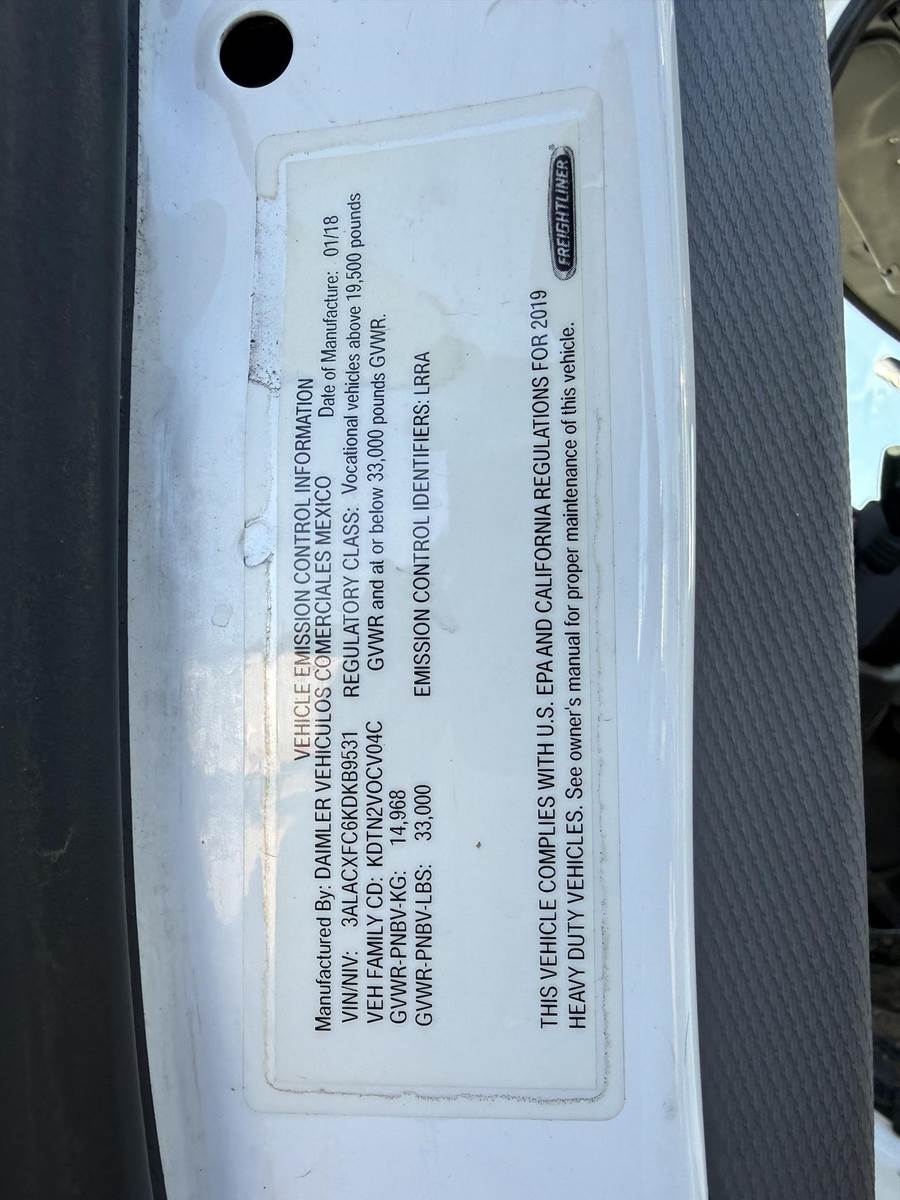 VEHICLE EMISSION CONTROL INFORMATION
Manufactured By: DAIMLER VEHICULOS COMERCIALES MEXICO Date of Manufacture: 01/18
VIN/NIV: 3ALACXFC6KDKB9531 REGULATORY CLASS: Vocational vehicles above 19,500 pounds
VEH FAMILY CD: KDTN2VOCV04C GVWR and at or below 33,000 pounds GVWR.
GVWR-PNBV-KG: 14,968
GVWR-PNBV-LBS: 33,000 EMISSION CONTROL IDENTIFIERS: LRRA
THIS VEHICLE COMPLIES WITH U.S. EPA AND CALIFORNIA REGULATIONS FOR 2019
HEAVY DUTY VEHICLES. See owner's manual for proper maintenance of this vehicle.
FREIGHTLINER®